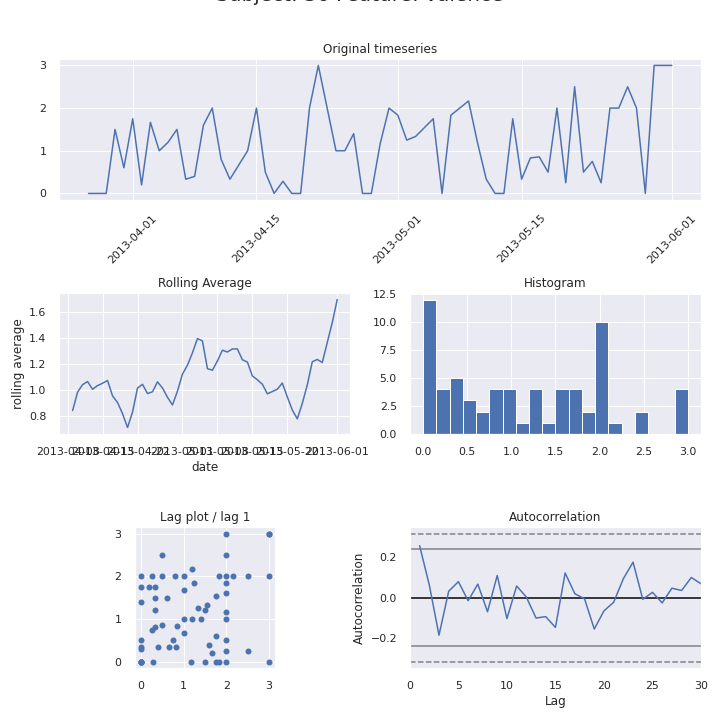 Original timeseries
3
2
1
0
2013-04-01
2013-04-15
2013-05-01
2013-05-15
2013-06-01
Rolling Average
rolling average
1.6
1.4
1.2
1.0
0.8
2013-06-01
date
Histogram
12.5
10.0
7.5
5.0
2.5
0.0
0.0 0.5 1.0 1.5 2.0 2.5 3.0
Lag plot / lag 1
3
2
1
0
0 1 2 3
Autocorrelation
Autocorrelation
0.2
0.0
−0.2
0 5 10 15 20 25 30
Lag